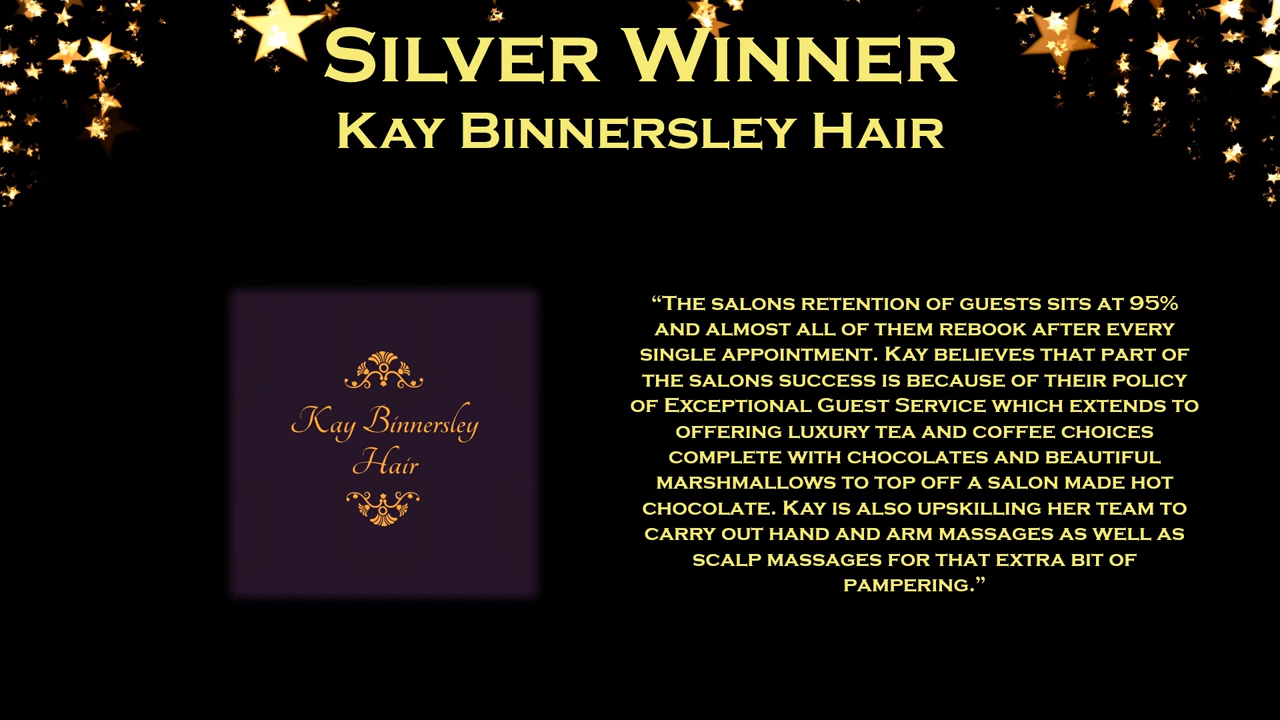 Silver Winner
Kay Binnersley Hair
Kay Binnersley
Hair
“The salons retention of guests sits at 95%
and almost all of them rebook after every
single appointment. Kay believes that part of
the salons success is because of their policy
of Exceptional Guest Service which extends to
offering luxury tea and coffee choices
complete with chocolates and beautiful
marshmallows to top off a salon made hot
chocolate. Kay is also upskilling her team to
carry out hand and arm massages as well as
scalp massages for that extra bit of
pampering.”